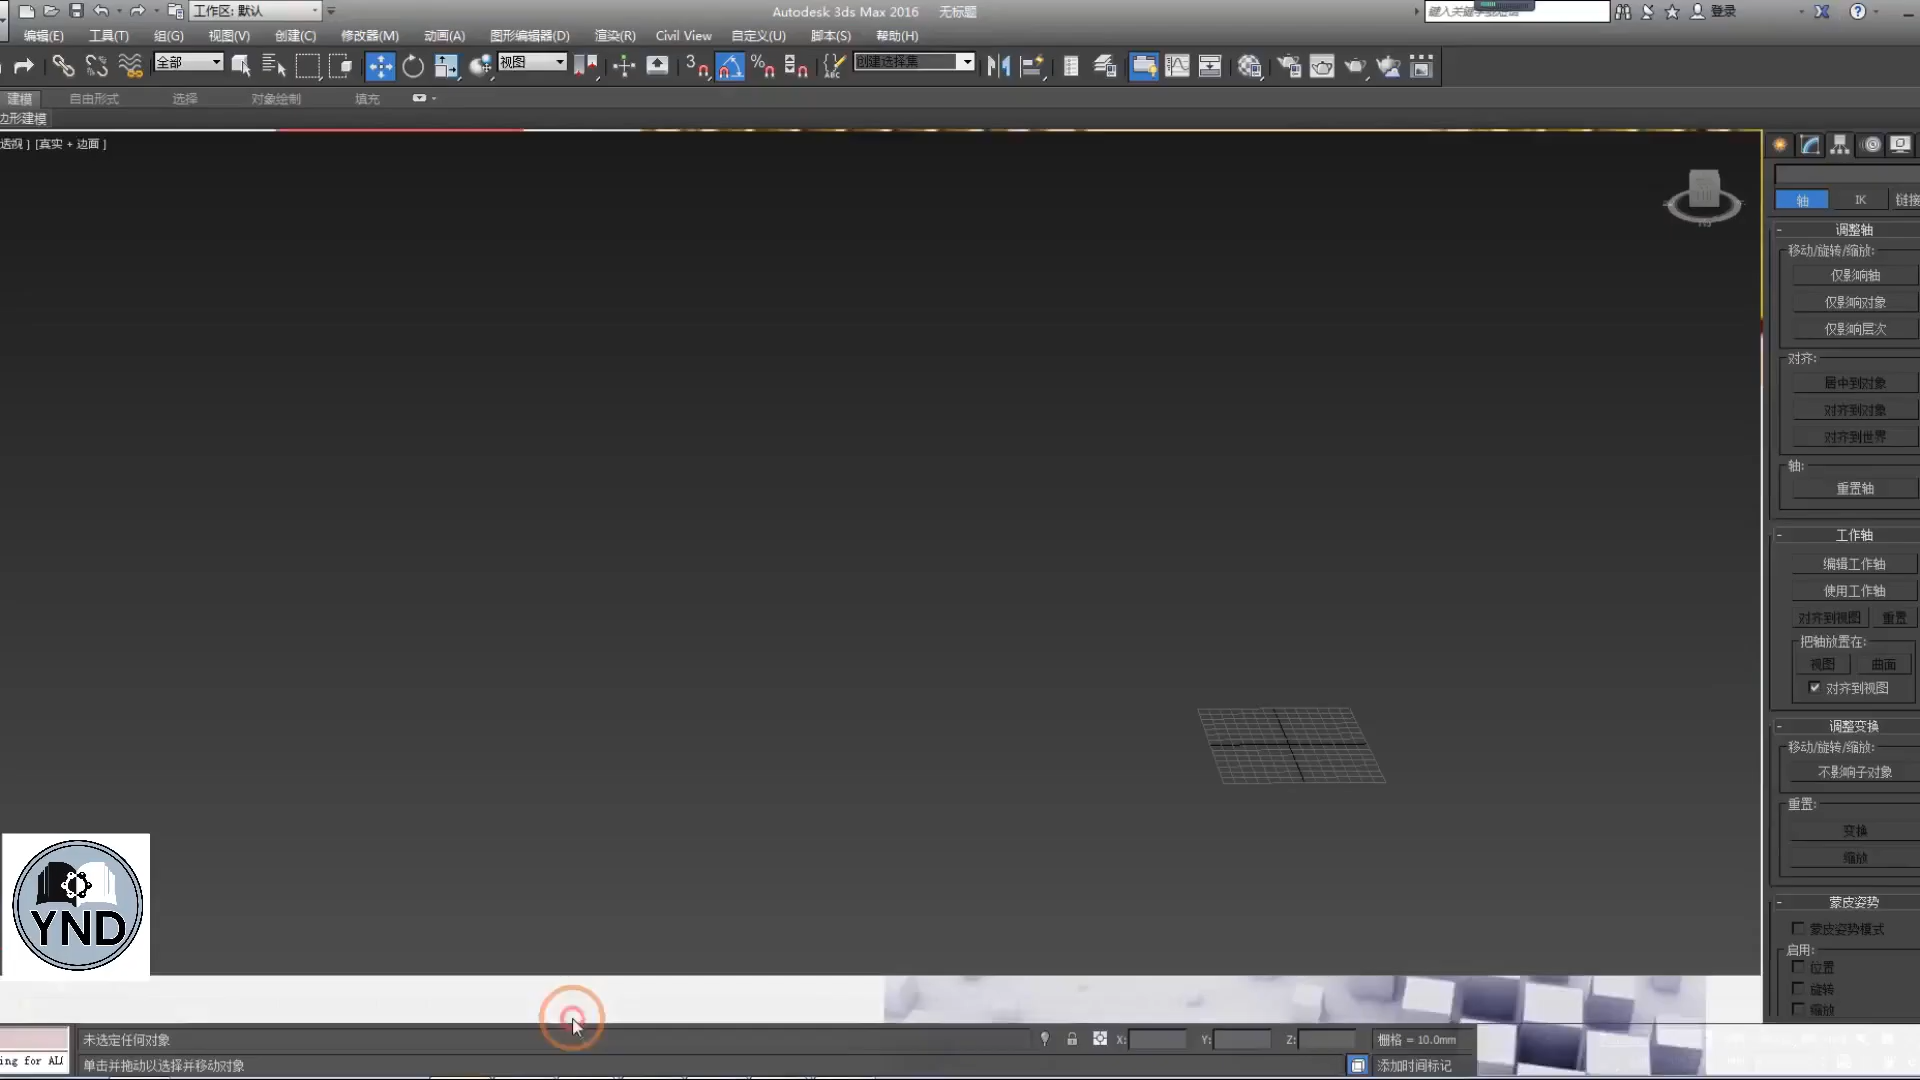 工作区: 默认
Autodesk 3ds Max 2016 无标题
登录
编辑(E) 工具(T) 组(G) 视图(V) 创建(C) 修改器(M) 动画(A) 图形编辑器(D) 渲染(R) Civil View 自定义(U) 脚本(S) 帮助(H)
全部 视图 创建选择集
建模 自由形式 选择 对象绘制 填充
边形建模
透视 ] [真实 + 边面 ]
轴 IK 链接
调整轴
移动/旋转/缩放:
仅影响轴
仅影响对象
仅影响层次
对齐:
居中到对象
对齐到对象
对齐到世界
轴:
重置轴
工作轴
编辑工作轴
使用工作轴
对齐到视图 重置
把轴放置在:
视图 曲面
对齐到视图
调整变换
移动/旋转/缩放:
不影响子对象
重置:
变换
缩放
蒙皮姿势
蒙皮姿势模式
启用:
位置
旋转
缩放
YND
未选定任何对象 X: Y: Z: 栅格 = 10.0mm
单击并拖动以选择并移动对象 添加时间标记